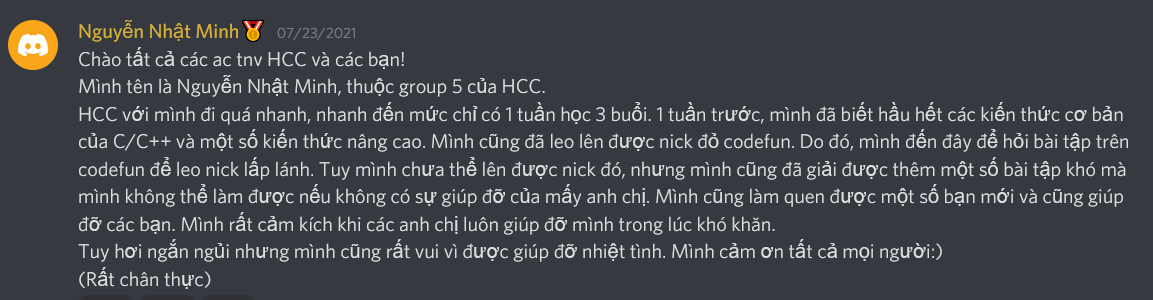 Nguyễn Nhật Minh🏅 07/23/2021
Chào tất cả các ac tnv HCC và các bạn!
Mình tên là Nguyễn Nhật Minh, thuộc group 5 của HCC.
HCC với mình đi quá nhanh, nhanh đến mức chỉ có 1 tuần học 3 buổi. 1 tuần trước, mình đã biết hầu hết các kiến thức cơ bản
của C/C++ và một số kiến thức nâng cao. Mình cũng đã leo lên được nick đỏ codefun. Do đó, mình đến đây để hỏi bài tập trên
codefun để leo nick lấp lánh. Tuy mình chưa thể lên được nick đó, nhưng mình cũng đã giải được thêm một số bài tập khó mà
mình không thể làm được nếu không có sự giúp đỡ của mấy anh chị. Mình cũng làm quen được một số bạn mới và cũng giúp
đỡ các bạn. Mình rất cảm kích khi các anh chị luôn giúp đỡ mình trong lúc khó khăn.
Tuy hơi ngắn ngủi nhưng mình cũng rất vui vì được giúp đỡ nhiệt tình. Mình cảm ơn tất cả mọi người:)
(Rất chân thực)